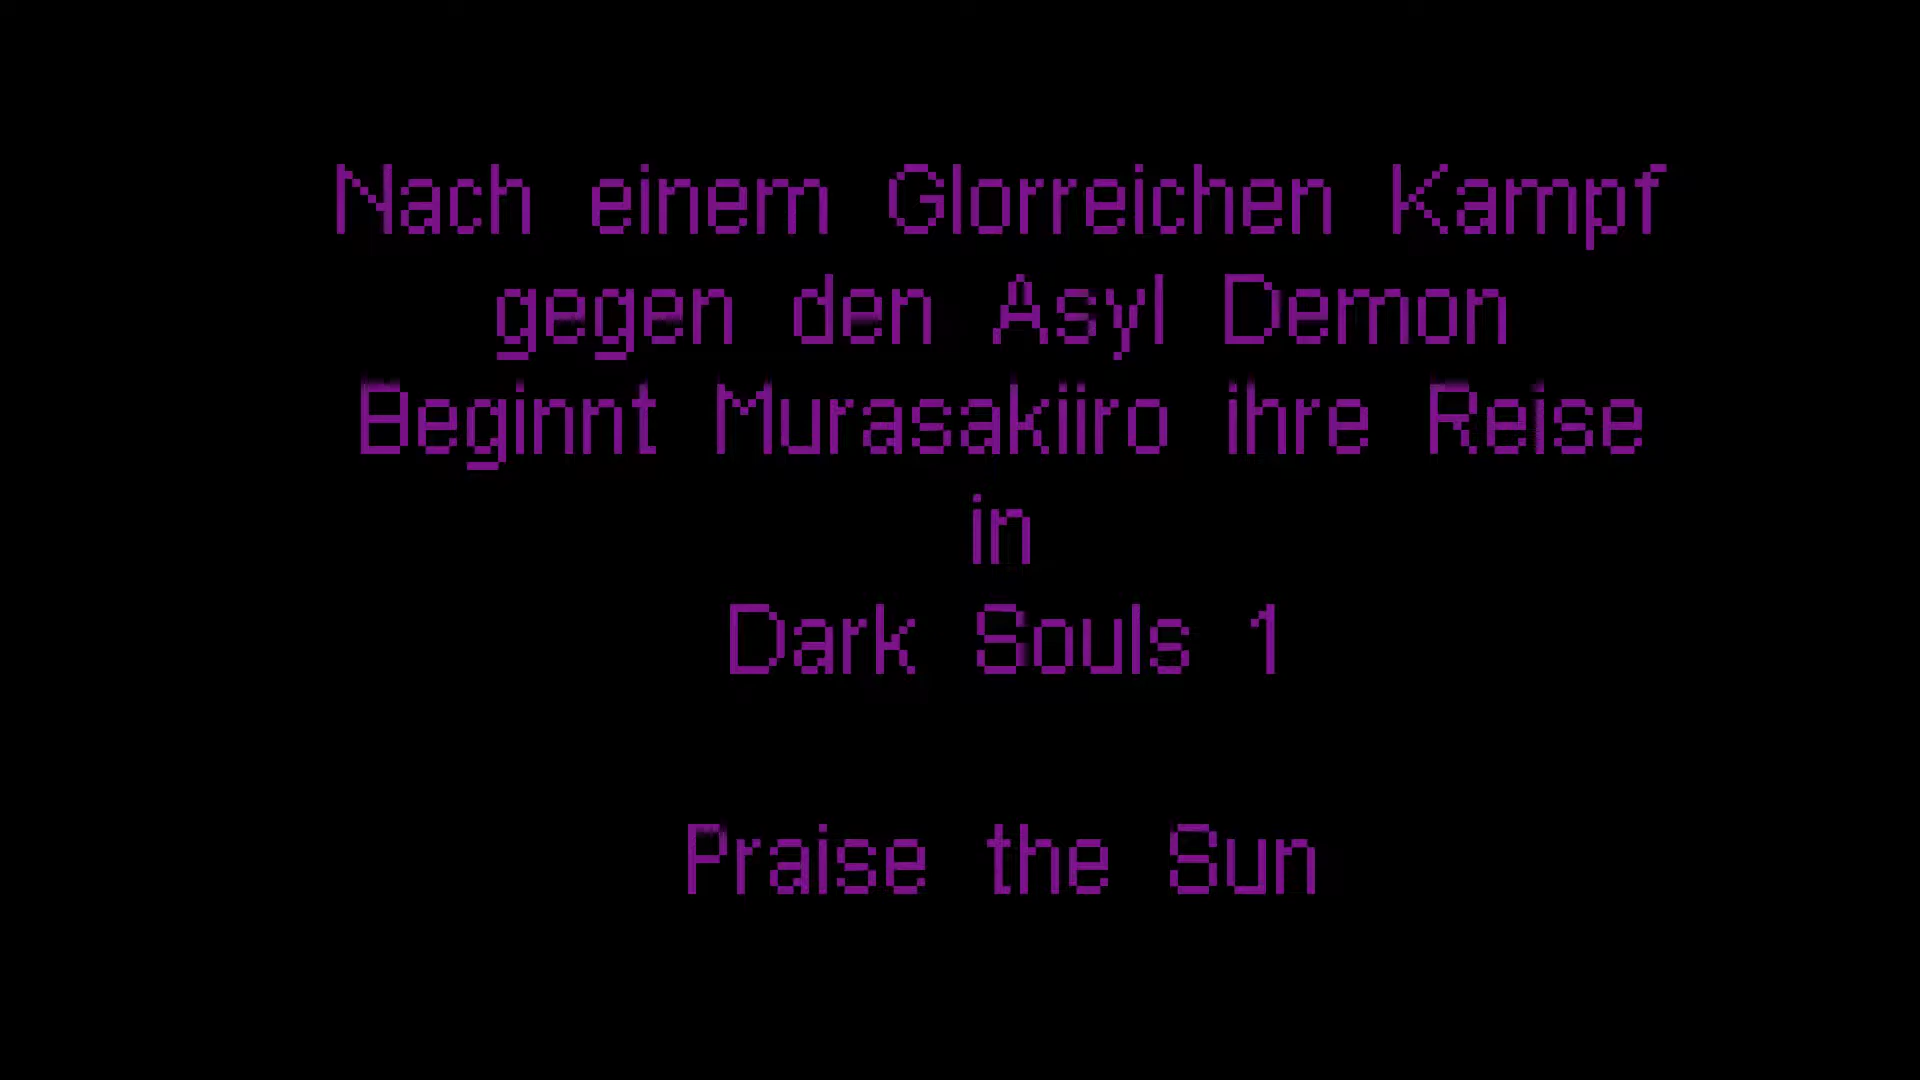 Nach einem Glorreichen Kampf
gegen den Asyl Demon
Beginnt Murasakiiro ihre Reise
in
Dark Souls 1
Praise the Sun